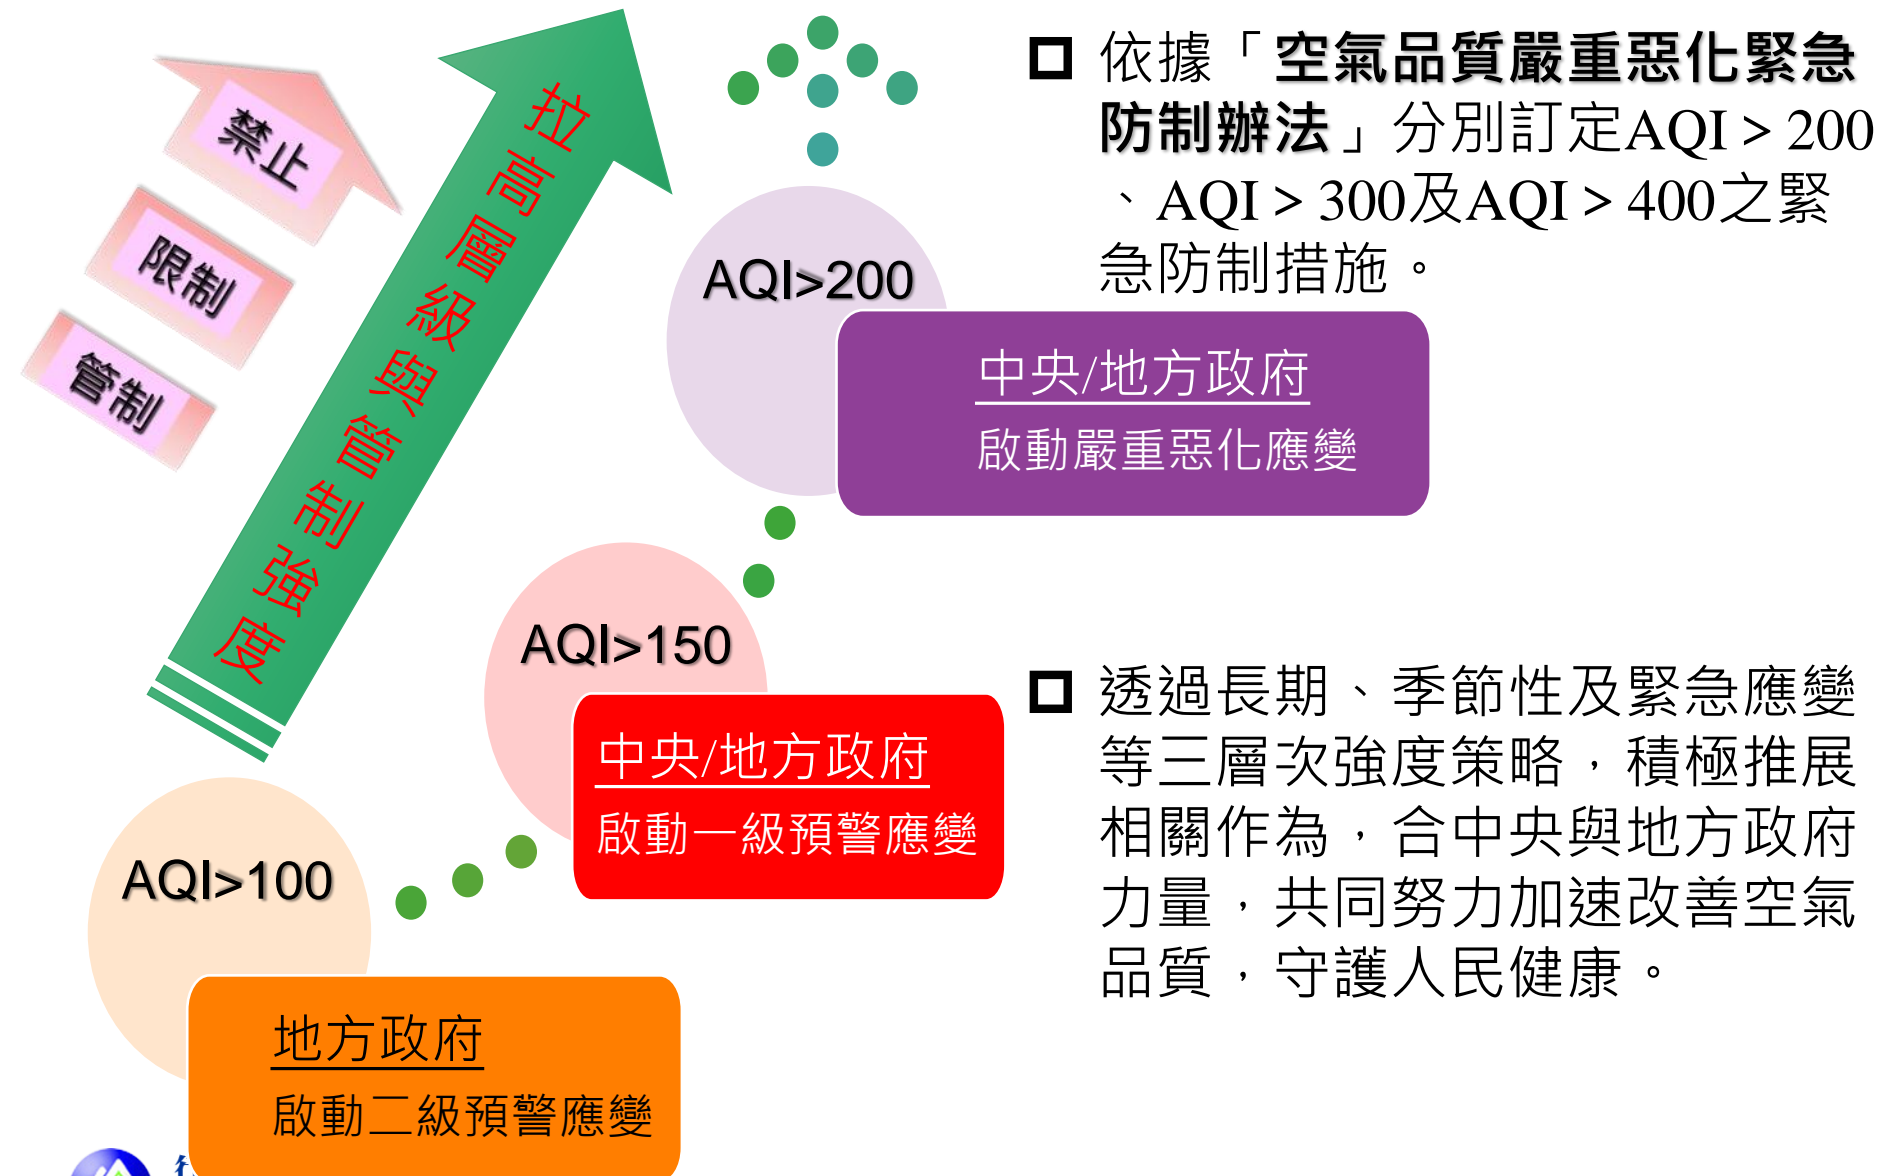 禁止
限制
管制
拉高層級與管制強度
AQI>200
中央/地方政府
啟動嚴重惡化應變
AQI>150
中央/地方政府
啟動一級預警應變
AQI>100
地方政府
啟動二級預警應變
依據「空氣品質嚴重惡化緊急
防制辦法」分別訂定AQI > 200
、AQI > 300及AQI > 400之緊
急防制措施。
透過長期、季節性及緊急應變
等三層次強度策略，積極推展
相關作為，合中央與地方政府
力量，共同努力加速改善空氣
品質，守護人民健康。